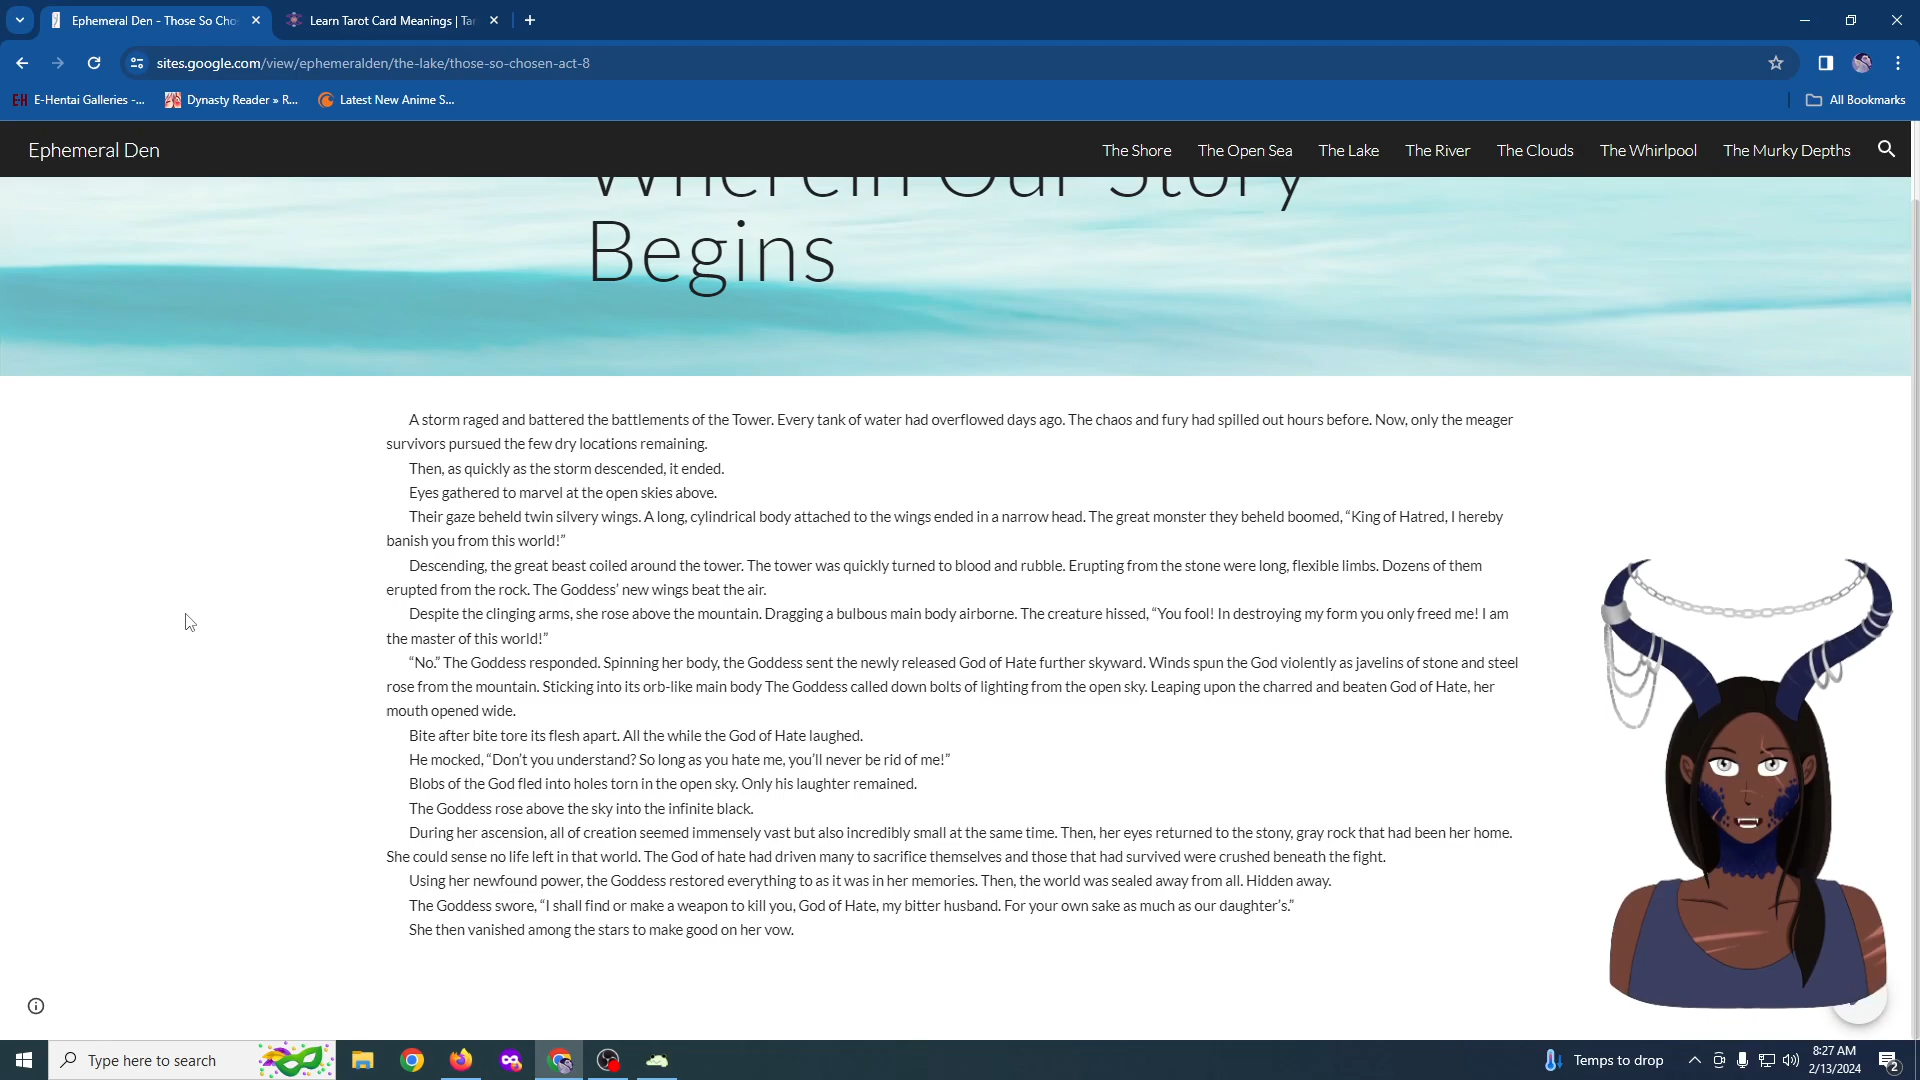 Ephemeral Den - Those So Cho
Learn Tarot Card Meanings | Tar
sites.google.com/view/ephemeralden/the-lake/those-so-chosen-act-8
E-H E-Hentai Galleries -...
Dynasty Reader » R...
Latest New Anime S...
All Bookmarks
Ephemeral Den
The Shore
The Open Sea
The Lake
The River
The Clouds
The Whirlpool
The Murky Depths
Wherein Our Story
Begins
A storm raged and battered the battlements of the Tower. Every tank of water had overflowed days ago. The chaos and fury had spilled out hours before. Now, only the meager
survivors pursued the few dry locations remaining.
Then, as quickly as the storm descended, it ended.
Eyes gathered to marvel at the open skies above.
Their gaze beheld twin silvery wings. A long, cylindrical body attached to the wings ended in a narrow head. The great monster they beheld boomed, “King of Hatred, I hereby
banish you from this world!”
Descending, the great beast coiled around the tower. The tower was quickly turned to blood and rubble. Erupting from the stone were long, flexible limbs. Dozens of them
erupted from the rock. The Goddess’ new wings beat the air.
Despite the clinging arms, she rose above the mountain. Dragging a bulbous main body airborne. The creature hissed, “You fool! In destroying my form you only freed me! I am
the master of this world!”
“No.” The Goddess responded. Spinning her body, the Goddess sent the newly released God of Hate further skyward. Winds spun the God violently as javelins of stone and steel
rose from the mountain. Sticking into its orb-like main body The Goddess called down bolts of lighting from the open sky. Leaping upon the charred and beaten God of Hate, her
mouth opened wide.
Bite after bite tore its flesh apart. All the while the God of Hate laughed.
He mocked, “Don’t you understand? So long as you hate me, you’ll never be rid of me!”
Blobs of the God fled into holes torn in the open sky. Only his laughter remained.
The Goddess rose above the sky into the infinite black.
During her ascension, all of creation seemed immensely vast but also incredibly small at the same time. Then, her eyes returned to the stony, gray rock that had been her home.
She could sense no life left in that world. The God of hate had driven many to sacrifice themselves and those that had survived were crushed beneath the fight.
Using her newfound power, the Goddess restored everything to as it was in her memories. Then, the world was sealed away from all. Hidden away.
The Goddess swore, “I shall find or make a weapon to kill you, God of Hate, my bitter husband. For your own sake as much as our daughter’s.”
She then vanished among the stars to make good on her vow.
Type here to search
Temps to drop
8:27 AM
2/13/2024
2